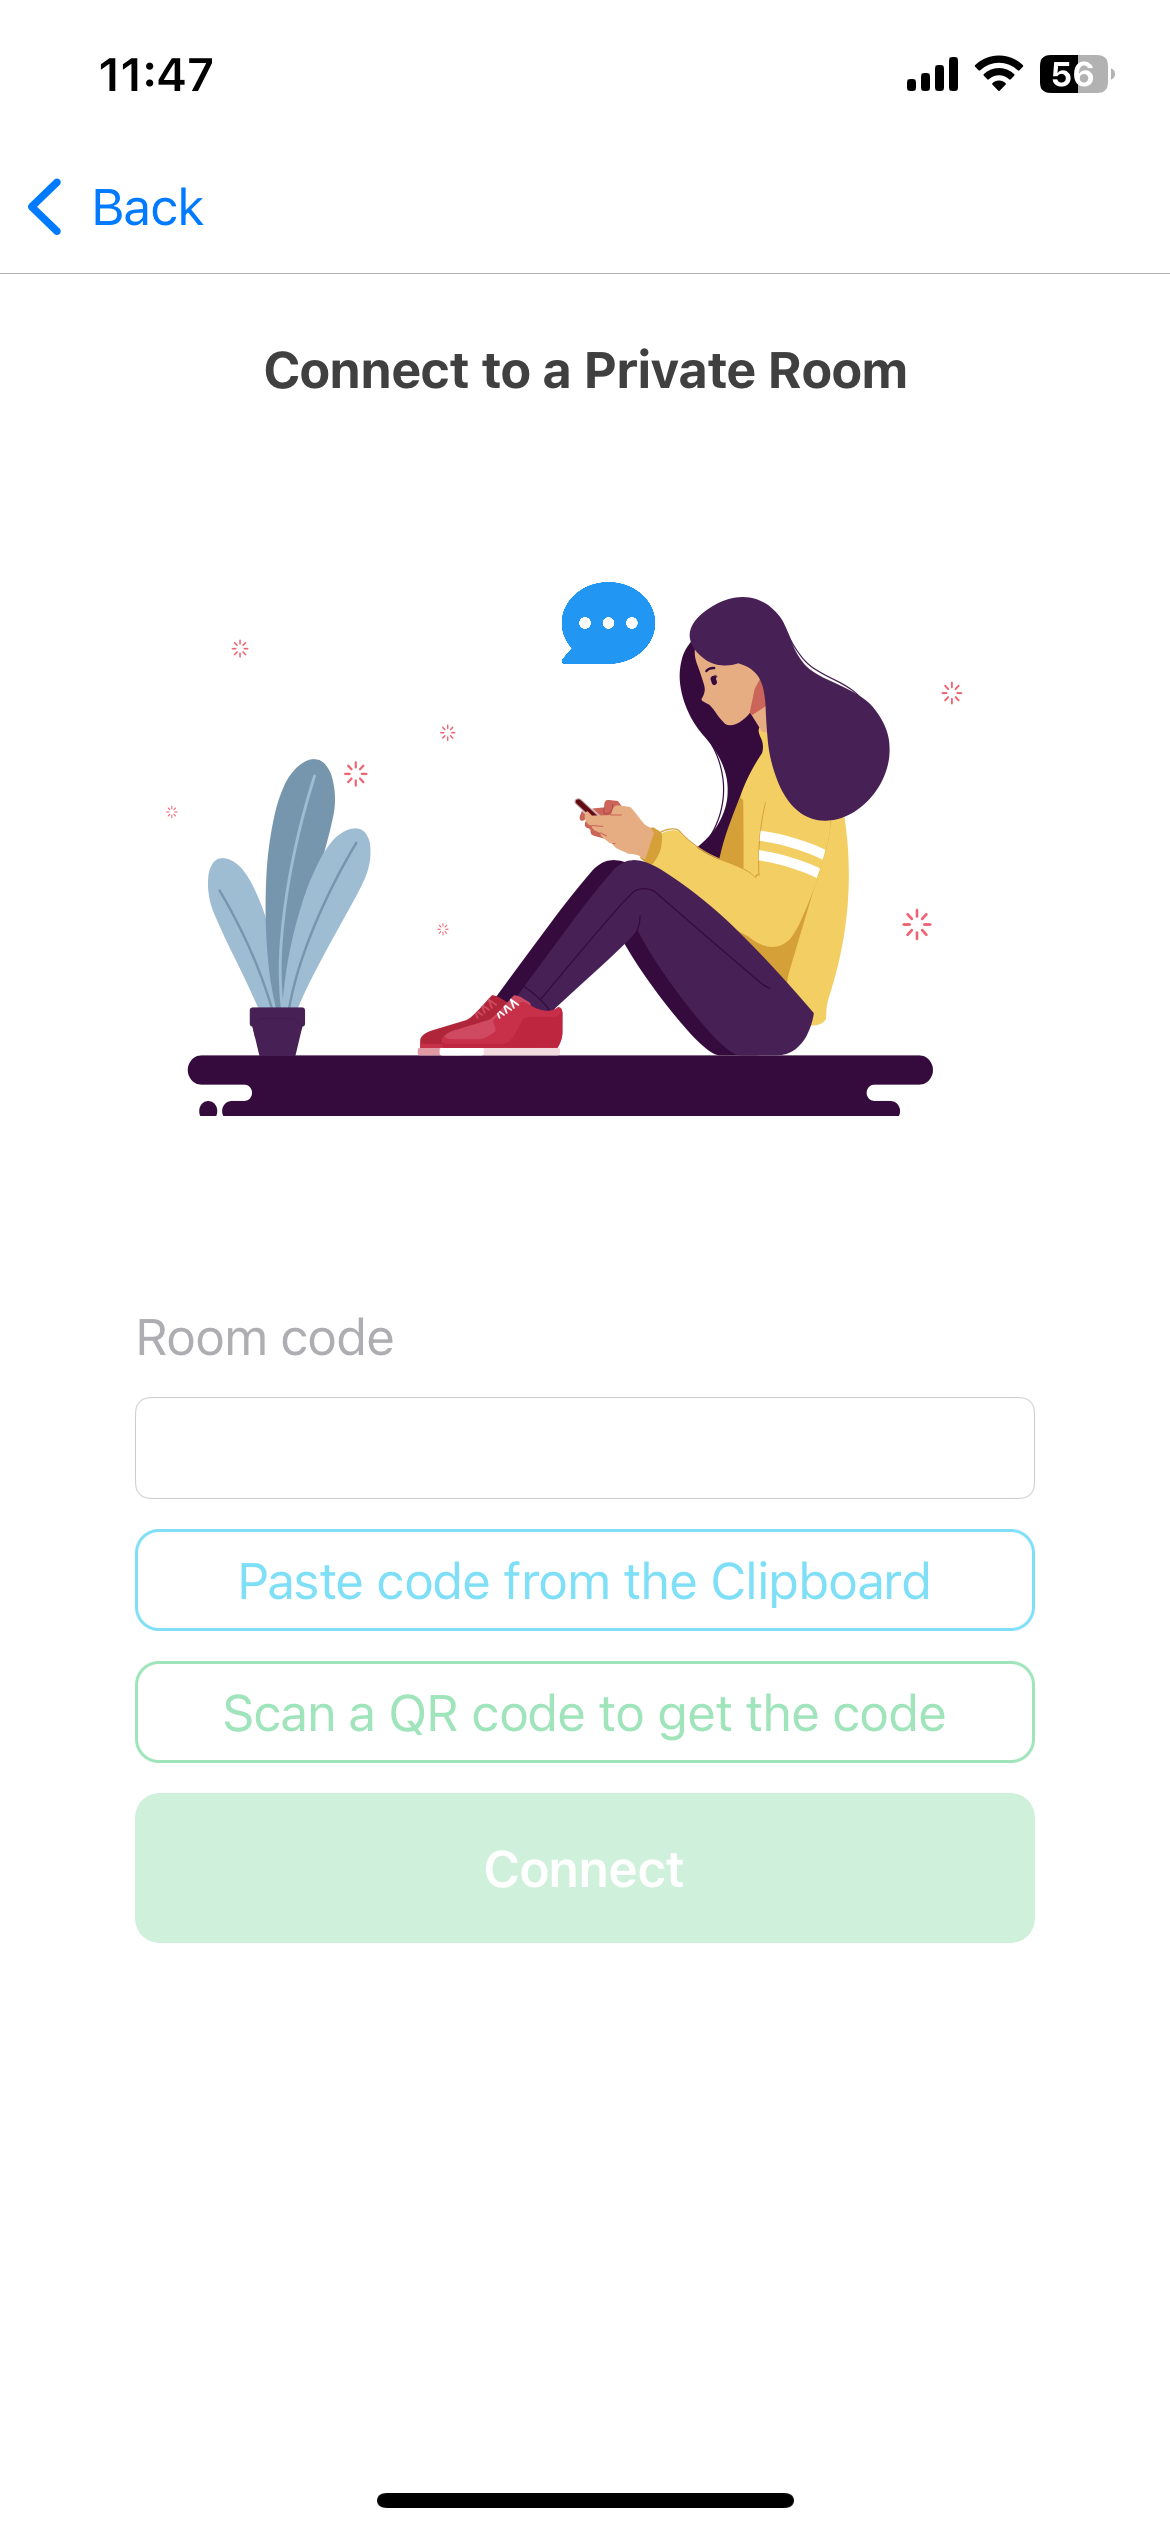 11:47
56
Back
Connect to a Private Room
Room code
Paste code from the Clipboard
Scan a QR code to get the code
Connect